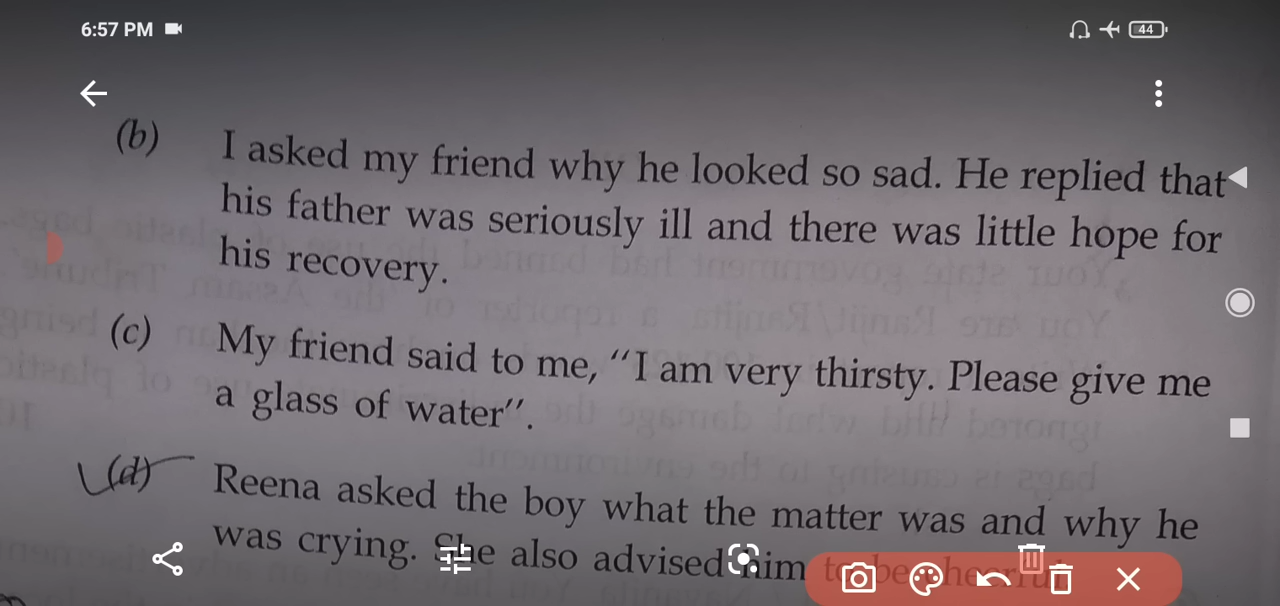 6:57 PM
44
(b) I asked my friend why he looked so sad. He replied that
his father was seriously ill and there was little hope for
his recovery.
(c) My friend said to me, "I am very thirsty. Please give me
a glass of water".
(d) Reena asked the boy what the matter was and why he
was crying. She also advised him to be cheerful